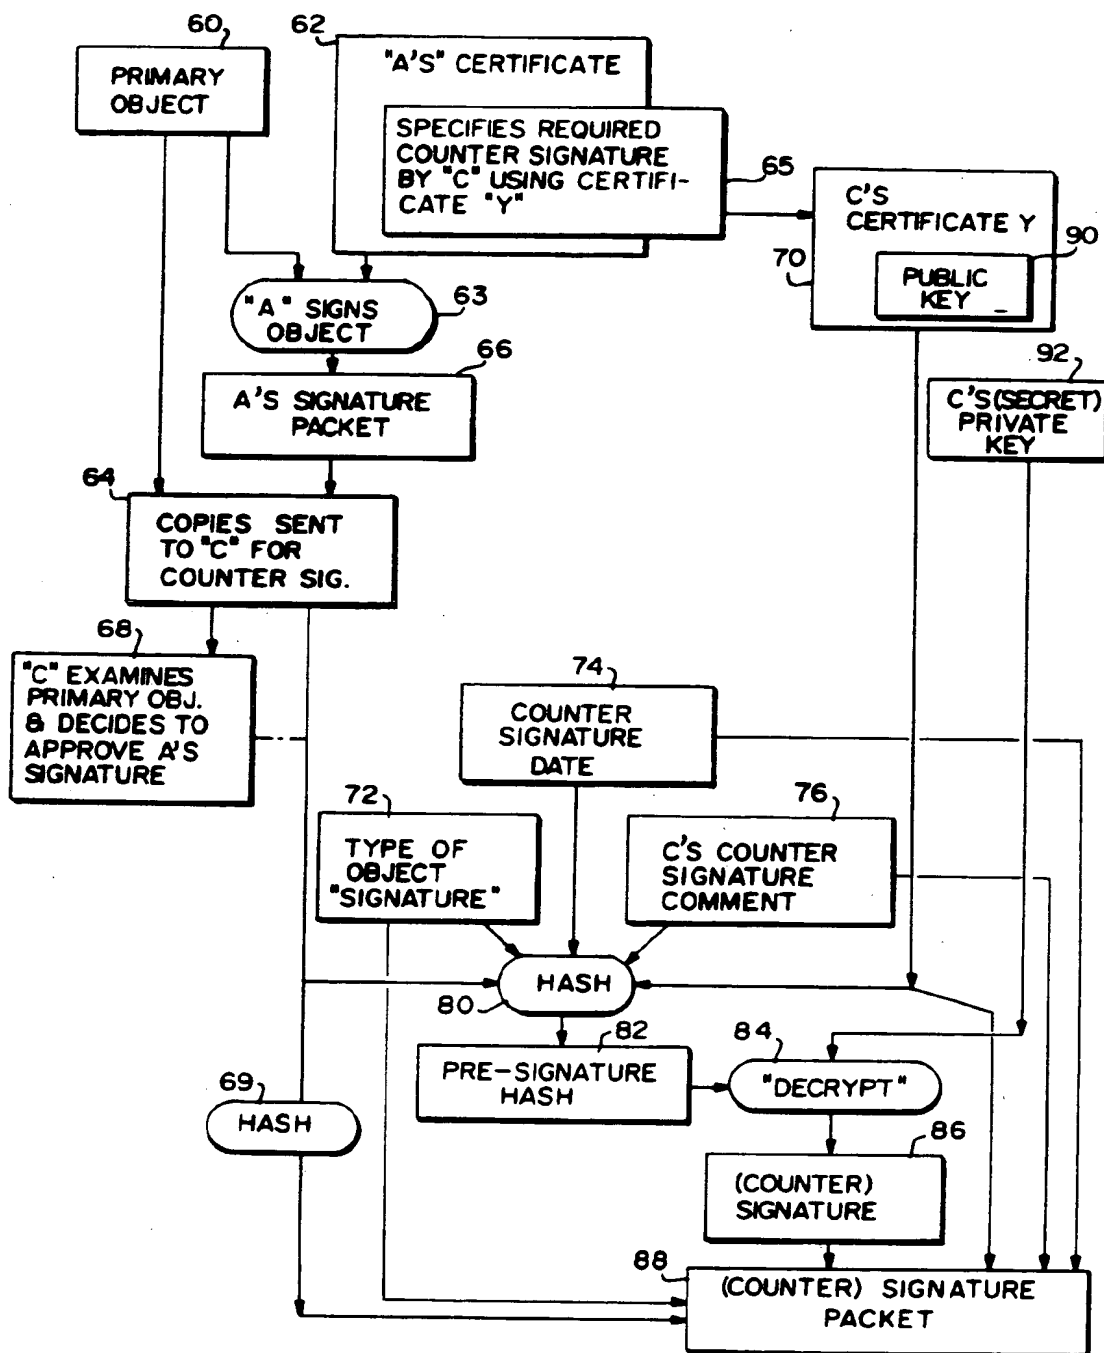 60
PRIMARY
OBJECT
62
"A'S" CERTIFICATE
SPECIFIES REQUIRED
COUNTER SIGNATURE
BY "C" USING CERTIFI-
CATE "Y"
65
C'S
CERTIFICATE Y
70
90
PUBLIC
KEY
"A" SIGNS
OBJECT
63
66
A'S SIGNATURE
PACKET
92
C'S(SECRET)
PRIVATE
KEY
64
COPIES SENT
TO "C" FOR
COUNTER SIG.
68
"C" EXAMINES
PRIMARY OBJ.
& DECIDES TO
APPROVE A'S
SIGNATURE
74
COUNTER
SIGNATURE
DATE
72
TYPE OF
OBJECT
"SIGNATURE"
76
C'S COUNTER
SIGNATURE
COMMENT
HASH
80
82
PRE-SIGNATURE
HASH
84
"DECRYPT"
69
HASH
86
(COUNTER)
SIGNATURE
88
(COUNTER) SIGNATURE
PACKET